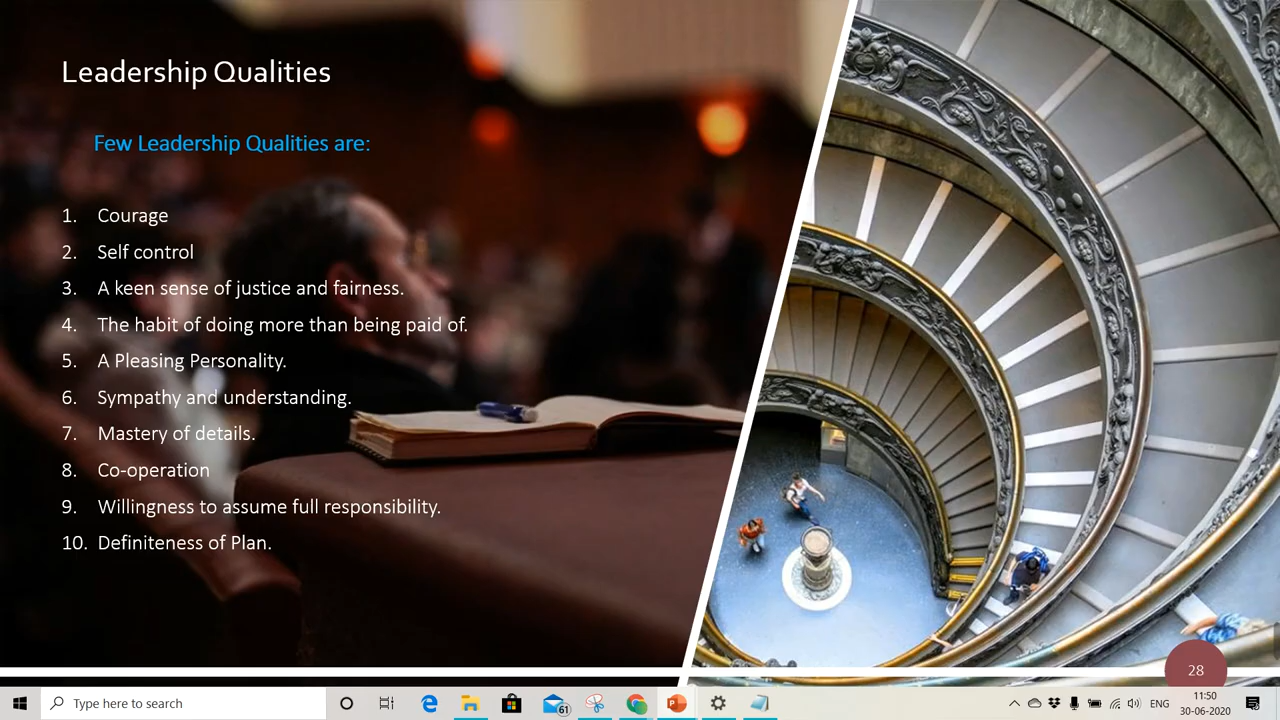 Leadership Qualities
Few Leadership Qualities are:
1. Courage
2. Self control
3. A keen sense of justice and fairness.
4. The habit of doing more than being paid of.
5. A Pleasing Personality.
6. Sympathy and understanding.
7. Mastery of details.
8. Co-operation
9. Willingness to assume full responsibility.
10. Definiteness of Plan.
28
Type here to search
61
ENG
11:50
30-06-2020